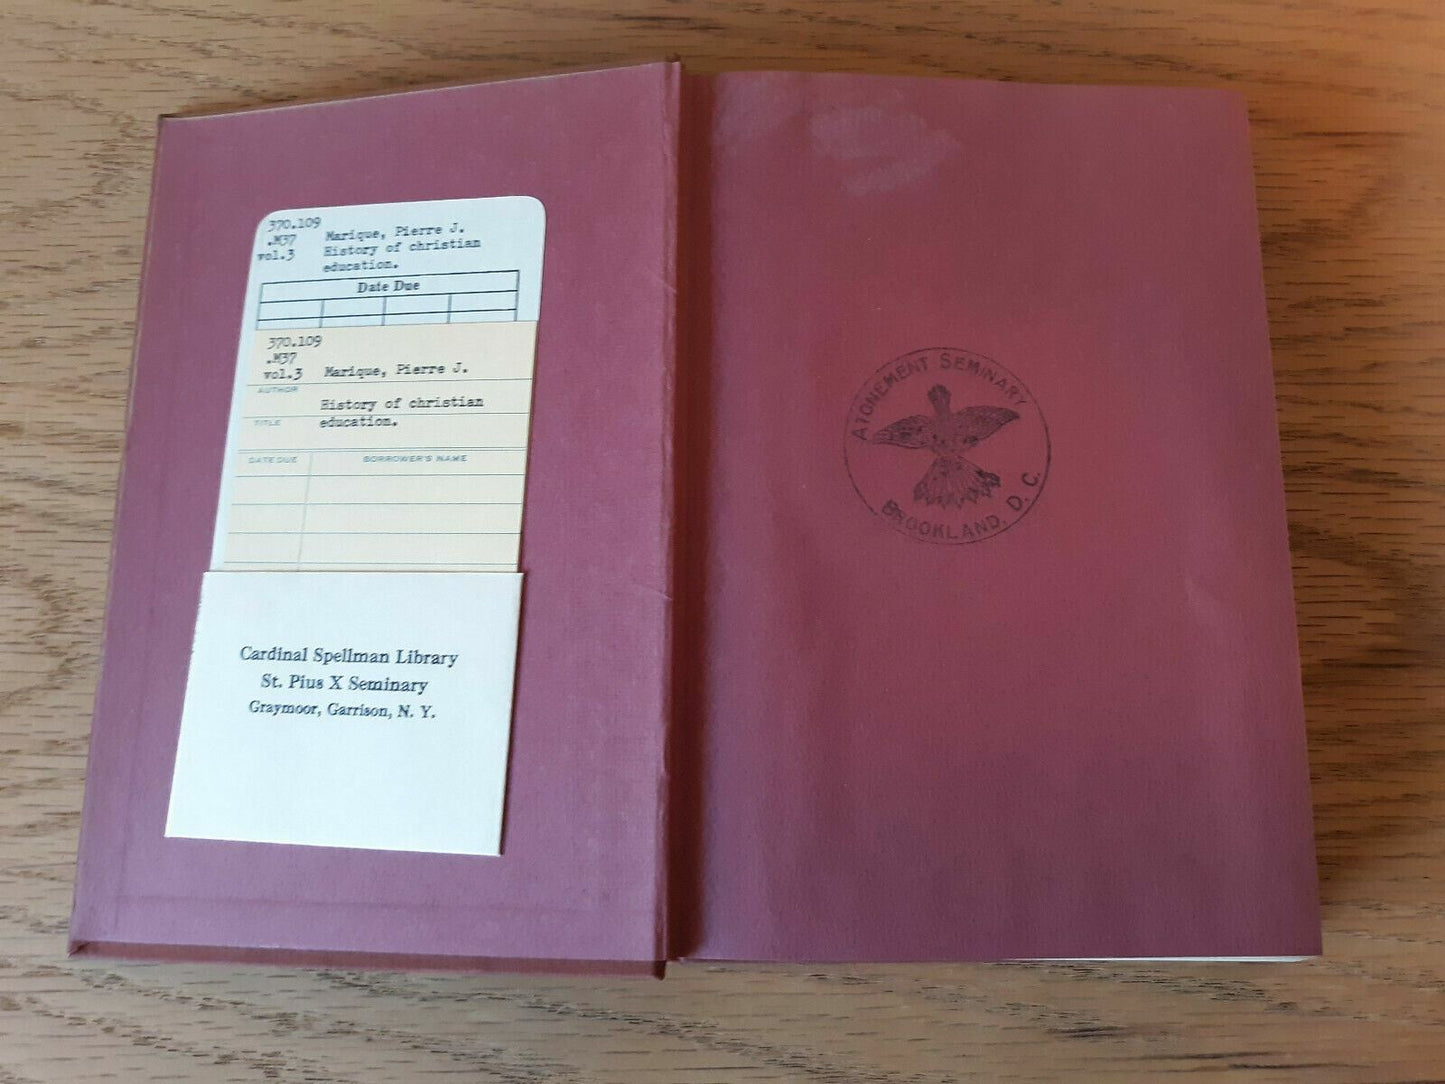 370.109
.M37
vol.3
Marique, Pierre J.
History of christian
education.
Date Due
370.109
.M37
vol.3
Marique, Pierre J.
AUTHOR
History of christian
TITLE
education.
DATE DUE BORROWER'S NAME
Cardinal Spellman Library
St. Pius X Seminary
Graymoor, Garrison, N. Y.
ATONEMENT SEMINARY
BROOKLAND, D. C.